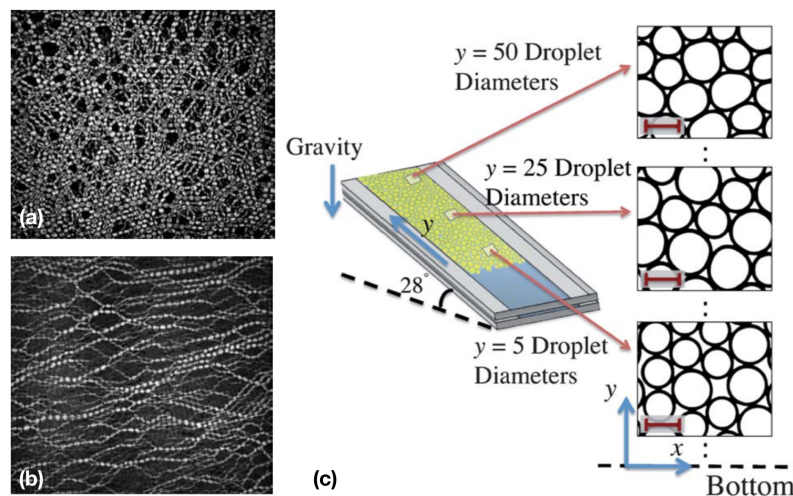 (a)
(b)
(c)
y = 50 Droplet
Diameters
Gravity
y = 25 Droplet
Diameters
y
28°
y = 5 Droplet
Diameters
y
x
Bottom